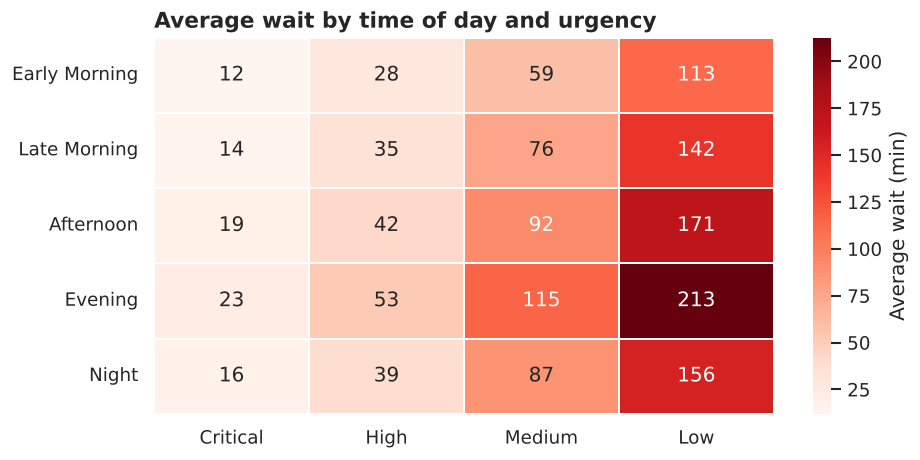 Average wait by time of day and urgency
Early Morning 12 28 59 113
Late Morning 14 35 76 142
Afternoon 19 42 92 171
Evening 23 53 115 213
Night 16 39 87 156
Critical High Medium Low
200
175
150
125
100
75
50
25
Average wait (min)